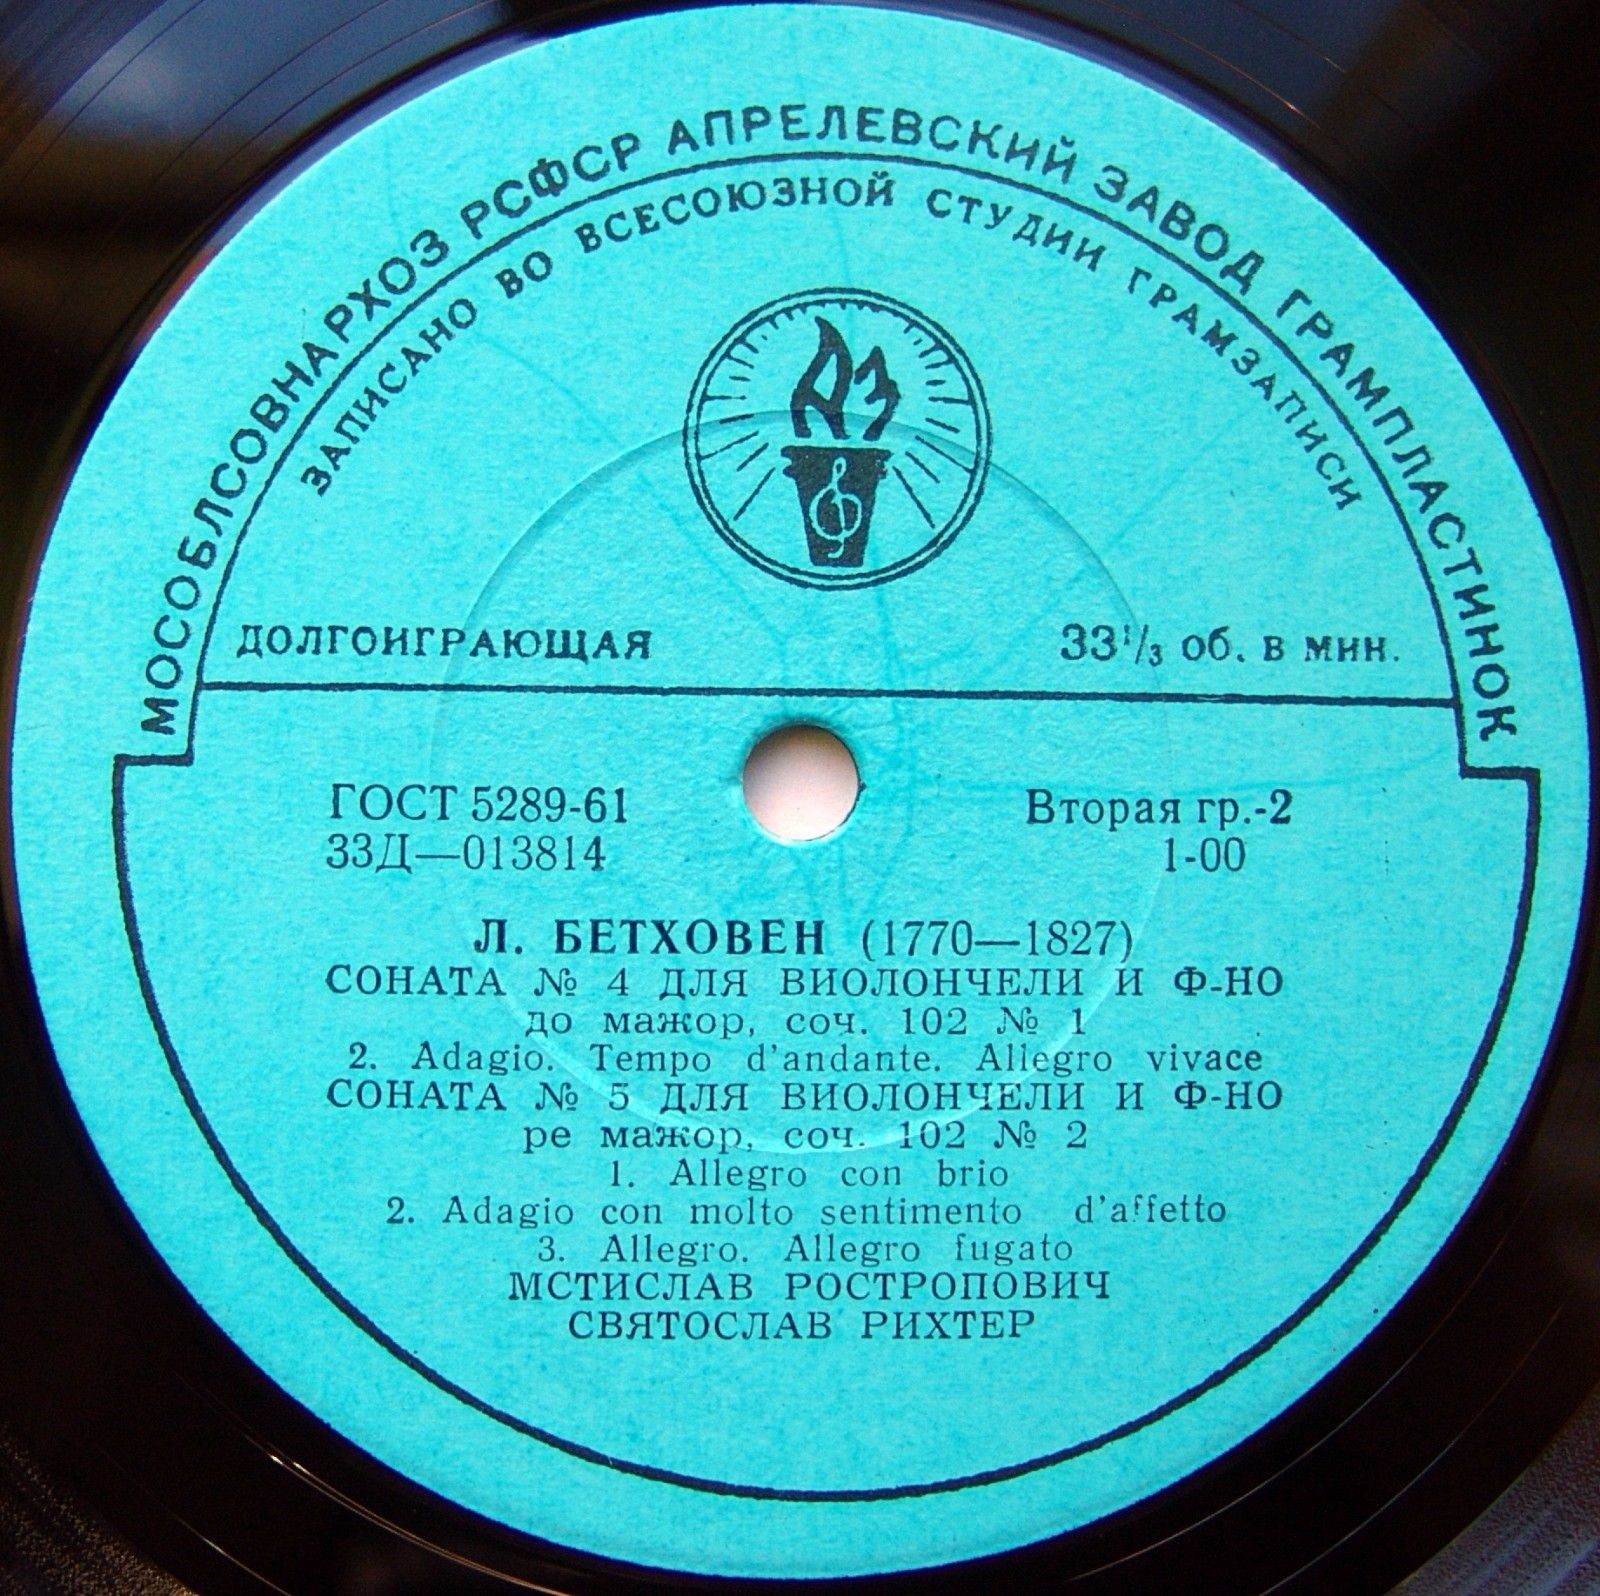 МОСОБЛСОВНАРХОЗ РСФСР АПРЕЛЕВСКИЙ ЗАВОД ГРАМПЛАСТИНОК
ЗАПИСАНО ВО ВСЕСОЮЗНОЙ СТУДИИ ГРАМЗАПИСИ
АЗ
ДОЛГОИГРАЮЩАЯ 33⅓ об. в мин.
ГОСТ 5289-61 Вторая гр.-2
33Д—013814 1-00
Л. БЕТХОВЕН (1770—1827)
СОНАТА № 4 ДЛЯ ВИОЛОНЧЕЛИ И Ф-НО
до мажор, соч. 102 № 1
2. Adagio. Tempo d'andante. Allegro vivace
СОНАТА № 5 ДЛЯ ВИОЛОНЧЕЛИ И Ф-НО
ре мажор, соч. 102 № 2
1. Allegro con brio
2. Adagio con molto sentimento d'affetto
3. Allegro. Allegro fugato
МСТИСЛАВ РОСТРОПОВИЧ
СВЯТОСЛАВ РИХТЕР